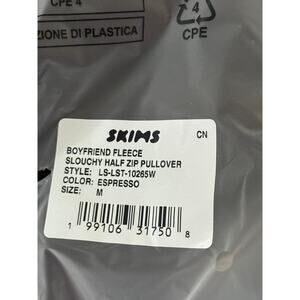 CPE 4
ZIONE DI PLASTICA
4
CPE
SKIMS
CN
BOYFRIEND FLEECE
SLOUCHY HALF ZIP PULLOVER
STYLE: LS-LST-10265W
COLOR: ESPRESSO
SIZE: M
1 99106 31750 8